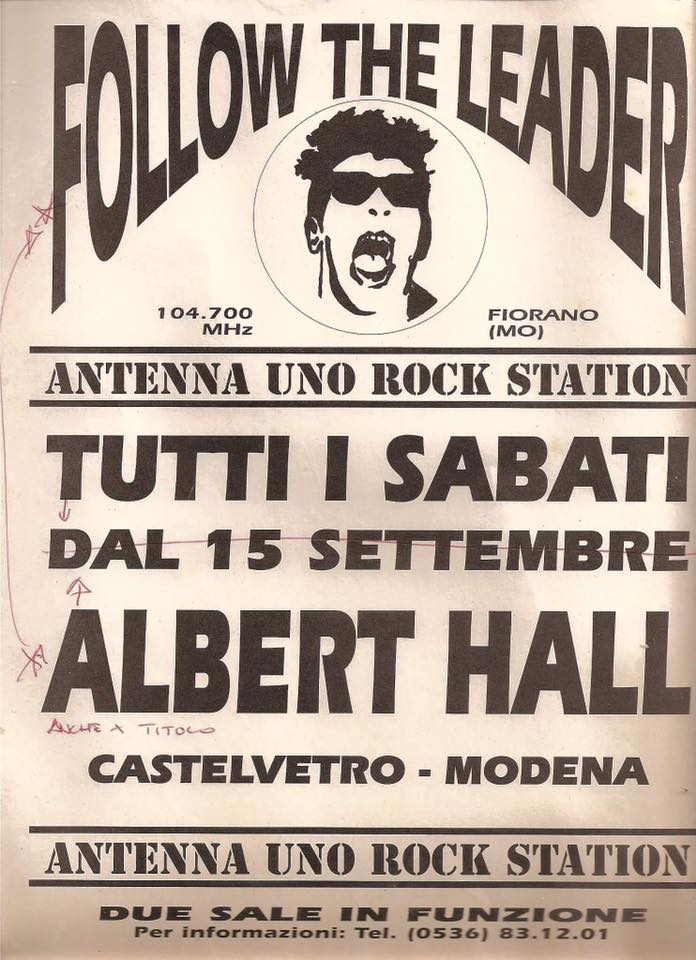 FOLLOW THE LEADER
104.700
MHz
FIORANO
(MO)
ANTENNA UNO ROCK STATION
TUTTI I SABATI
DAL 15 SETTEMBRE
ALBERT HALL
ANCHE X TITOLO
CASTELVETRO - MODENA
ANTENNA UNO ROCK STATION
DUE SALE IN FUNZIONE
Per informazioni: Tel. (0536) 83.12.01